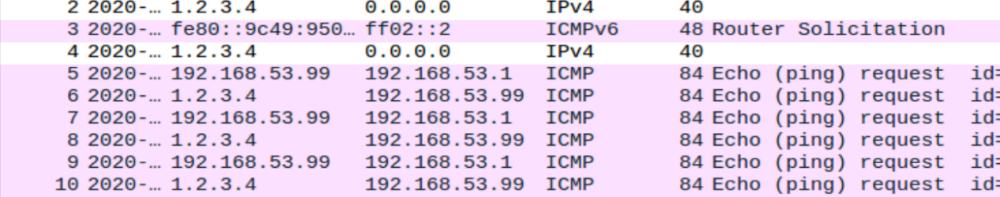 2 2020-… 1.2.3.4 0.0.0.0 IPv4 40
3 2020-… fe80::9c49:950… ff02::2 ICMPv6 48 Router Solicitation
4 2020-… 1.2.3.4 0.0.0.0 IPv4 40
5 2020-… 192.168.53.99 192.168.53.1 ICMP 84 Echo (ping) request id=
6 2020-… 1.2.3.4 192.168.53.99 ICMP 84 Echo (ping) request id=
7 2020-… 192.168.53.99 192.168.53.1 ICMP 84 Echo (ping) request id=
8 2020-… 1.2.3.4 192.168.53.99 ICMP 84 Echo (ping) request id=
9 2020-… 192.168.53.99 192.168.53.1 ICMP 84 Echo (ping) request id=
10 2020-… 1.2.3.4 192.168.53.99 ICMP 84 Echo (ping) request id=